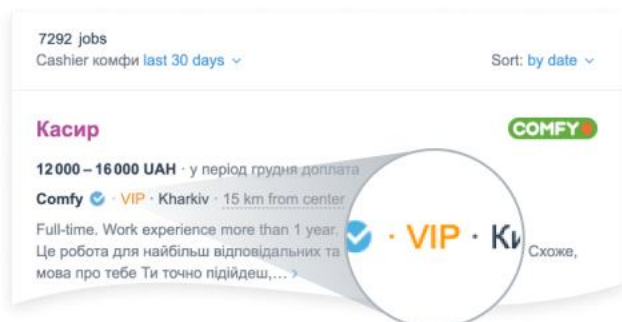 7292 jobs
Cashier комфи last 30 days
Sort: by date
Касир
COMFY
12 000 – 16 000 UAH · у період грудня доплата
Comfy · VIP · Kharkiv · 15 km from center
· VIP ·
Full-time. Work experience more than 1 year.
Це робота для найбільш відповідальних та
Схоже,
мова про тебе Ти точно підійдеш,… ›